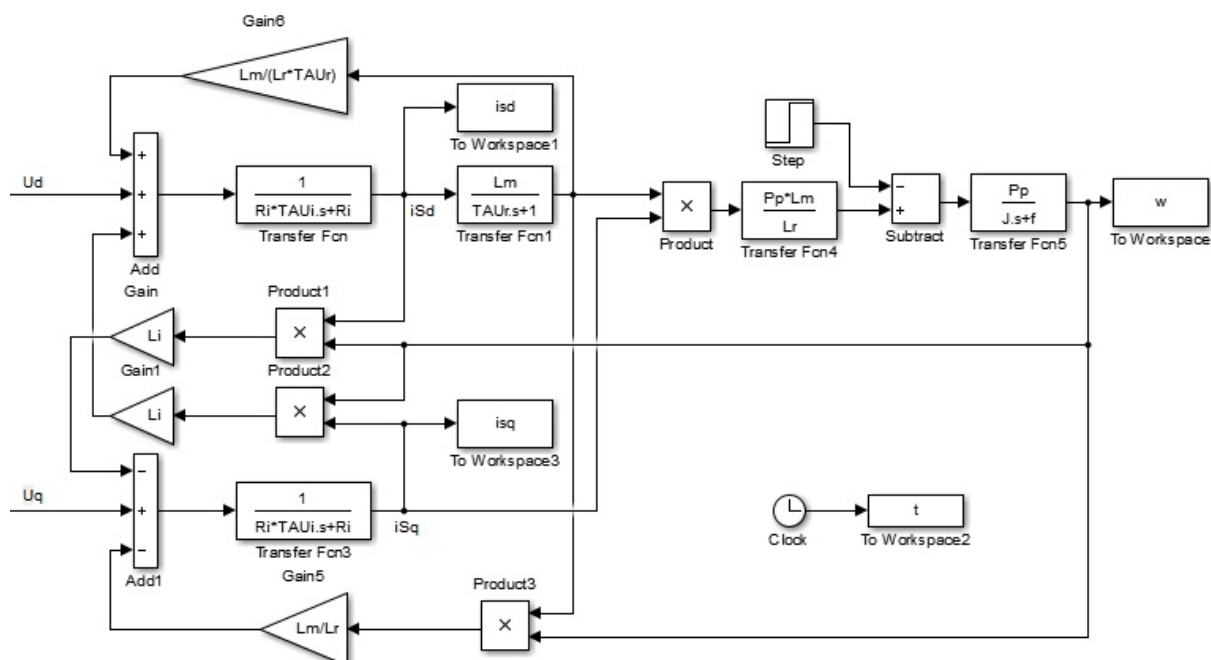 Gain6
Lm/(Lr*TAUr)
isd
To Workspace1
Step
Ud
+
+
+
Add
1
Ri*TAUi.s+Ri
Transfer Fcn
iSd
Lm
TAUr.s+1
Transfer Fcn1
×
Product
Pp*Lm
Lr
Transfer Fcn4
−
+
Subtract
Pp
J.s+f
Transfer Fcn5
w
To Workspace
Gain
Li
Product1
×
Gain1
Li
Product2
×
isq
To Workspace3
Uq
−
+
−
Add1
1
Ri*TAUi.s+Ri
Transfer Fcn3
iSq
Clock
t
To Workspace2
Gain5
Lm/Lr
Product3
×